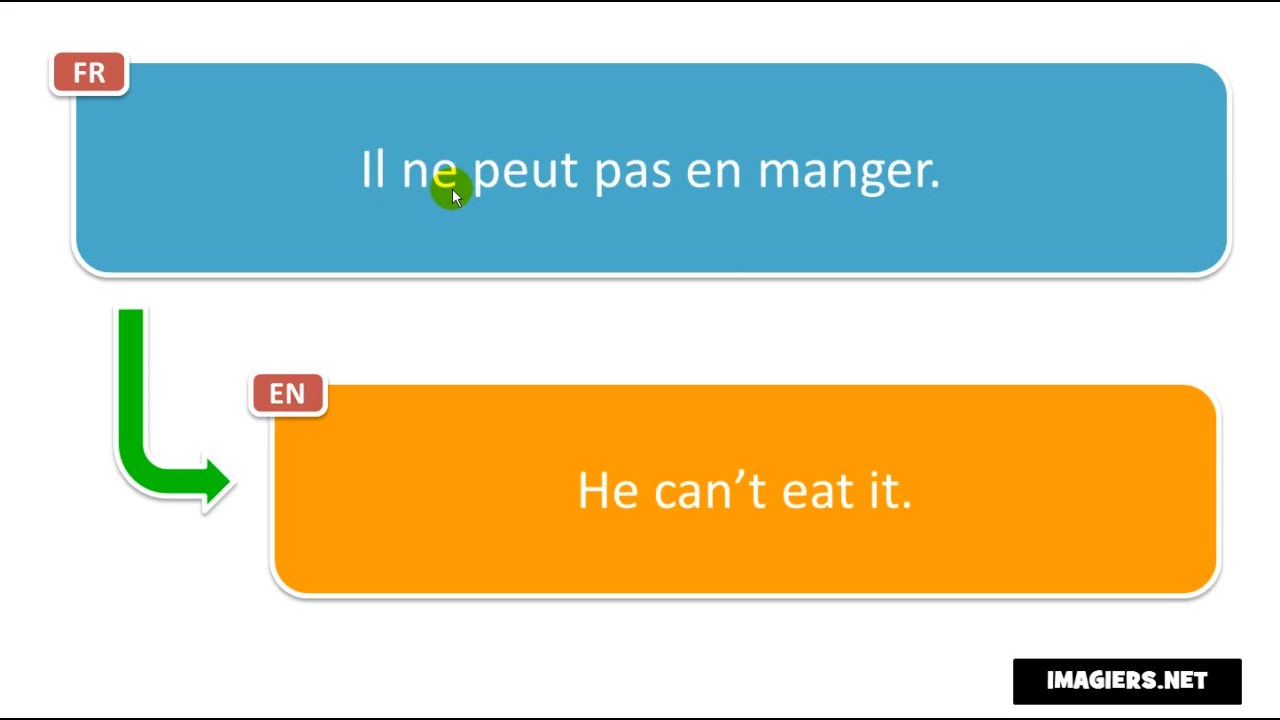 FR
Il ne peut pas en manger.
EN
He can’t eat it.
IMAGIERS.NET